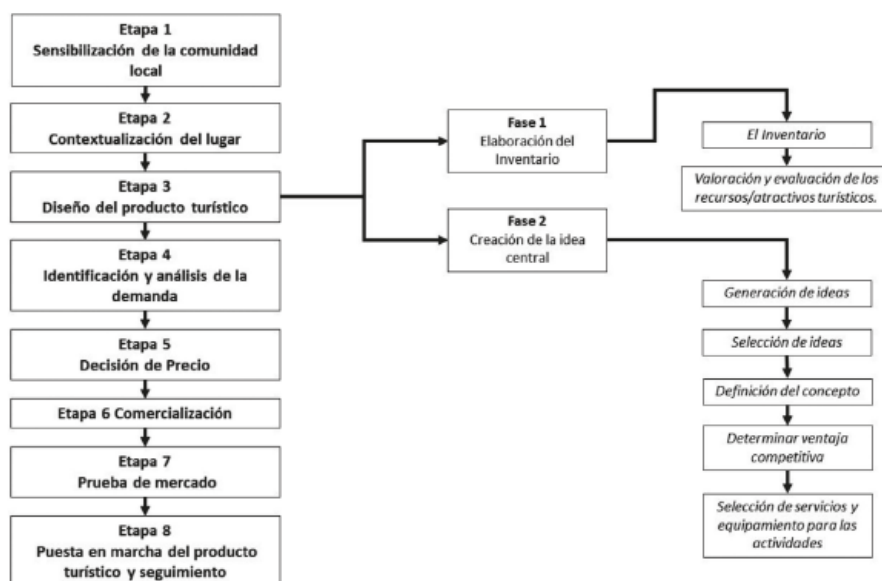 Etapa 1
Sensibilización de la comunidad
local
Etapa 2
Contextualización del lugar
Etapa 3
Diseño del producto turístico
Etapa 4
Identificación y análisis de la
demanda
Etapa 5
Decisión de Precio
Etapa 6 Comercialización
Etapa 7
Prueba de mercado
Etapa 8
Puesta en marcha del producto
turístico y seguimiento
Fase 1
Elaboración del
Inventario
Fase 2
Creación de la idea
central
El Inventario
Valoración y evaluación de los
recursos/atractivos turísticos.
Generación de ideas
Selección de ideas
Definición del concepto
Determinar ventaja
competitiva
Selección de servicios y
equipamiento para las
actividades